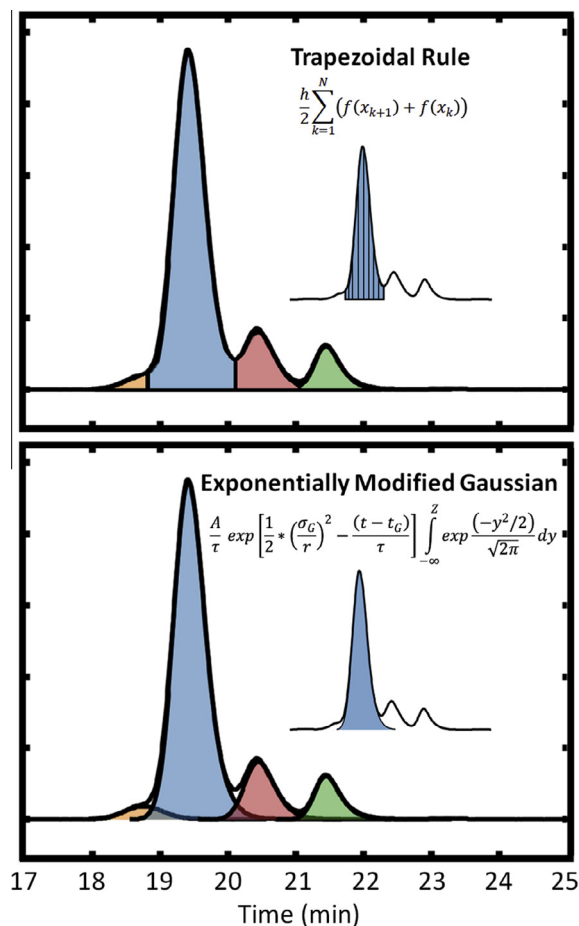 Trapezoidal Rule
h/2 ∑_{k=1}^{N} (f(x_{k+1}) + f(x_k))
Exponentially Modified Gaussian
A/τ exp[1/2 * (σ_G/r)^2 − (t − t_G)/τ] ∫_{−∞}^{Z} exp (−y^2/2)/√2π dy
17 18 19 20 21 22 23 24 25
Time (min)